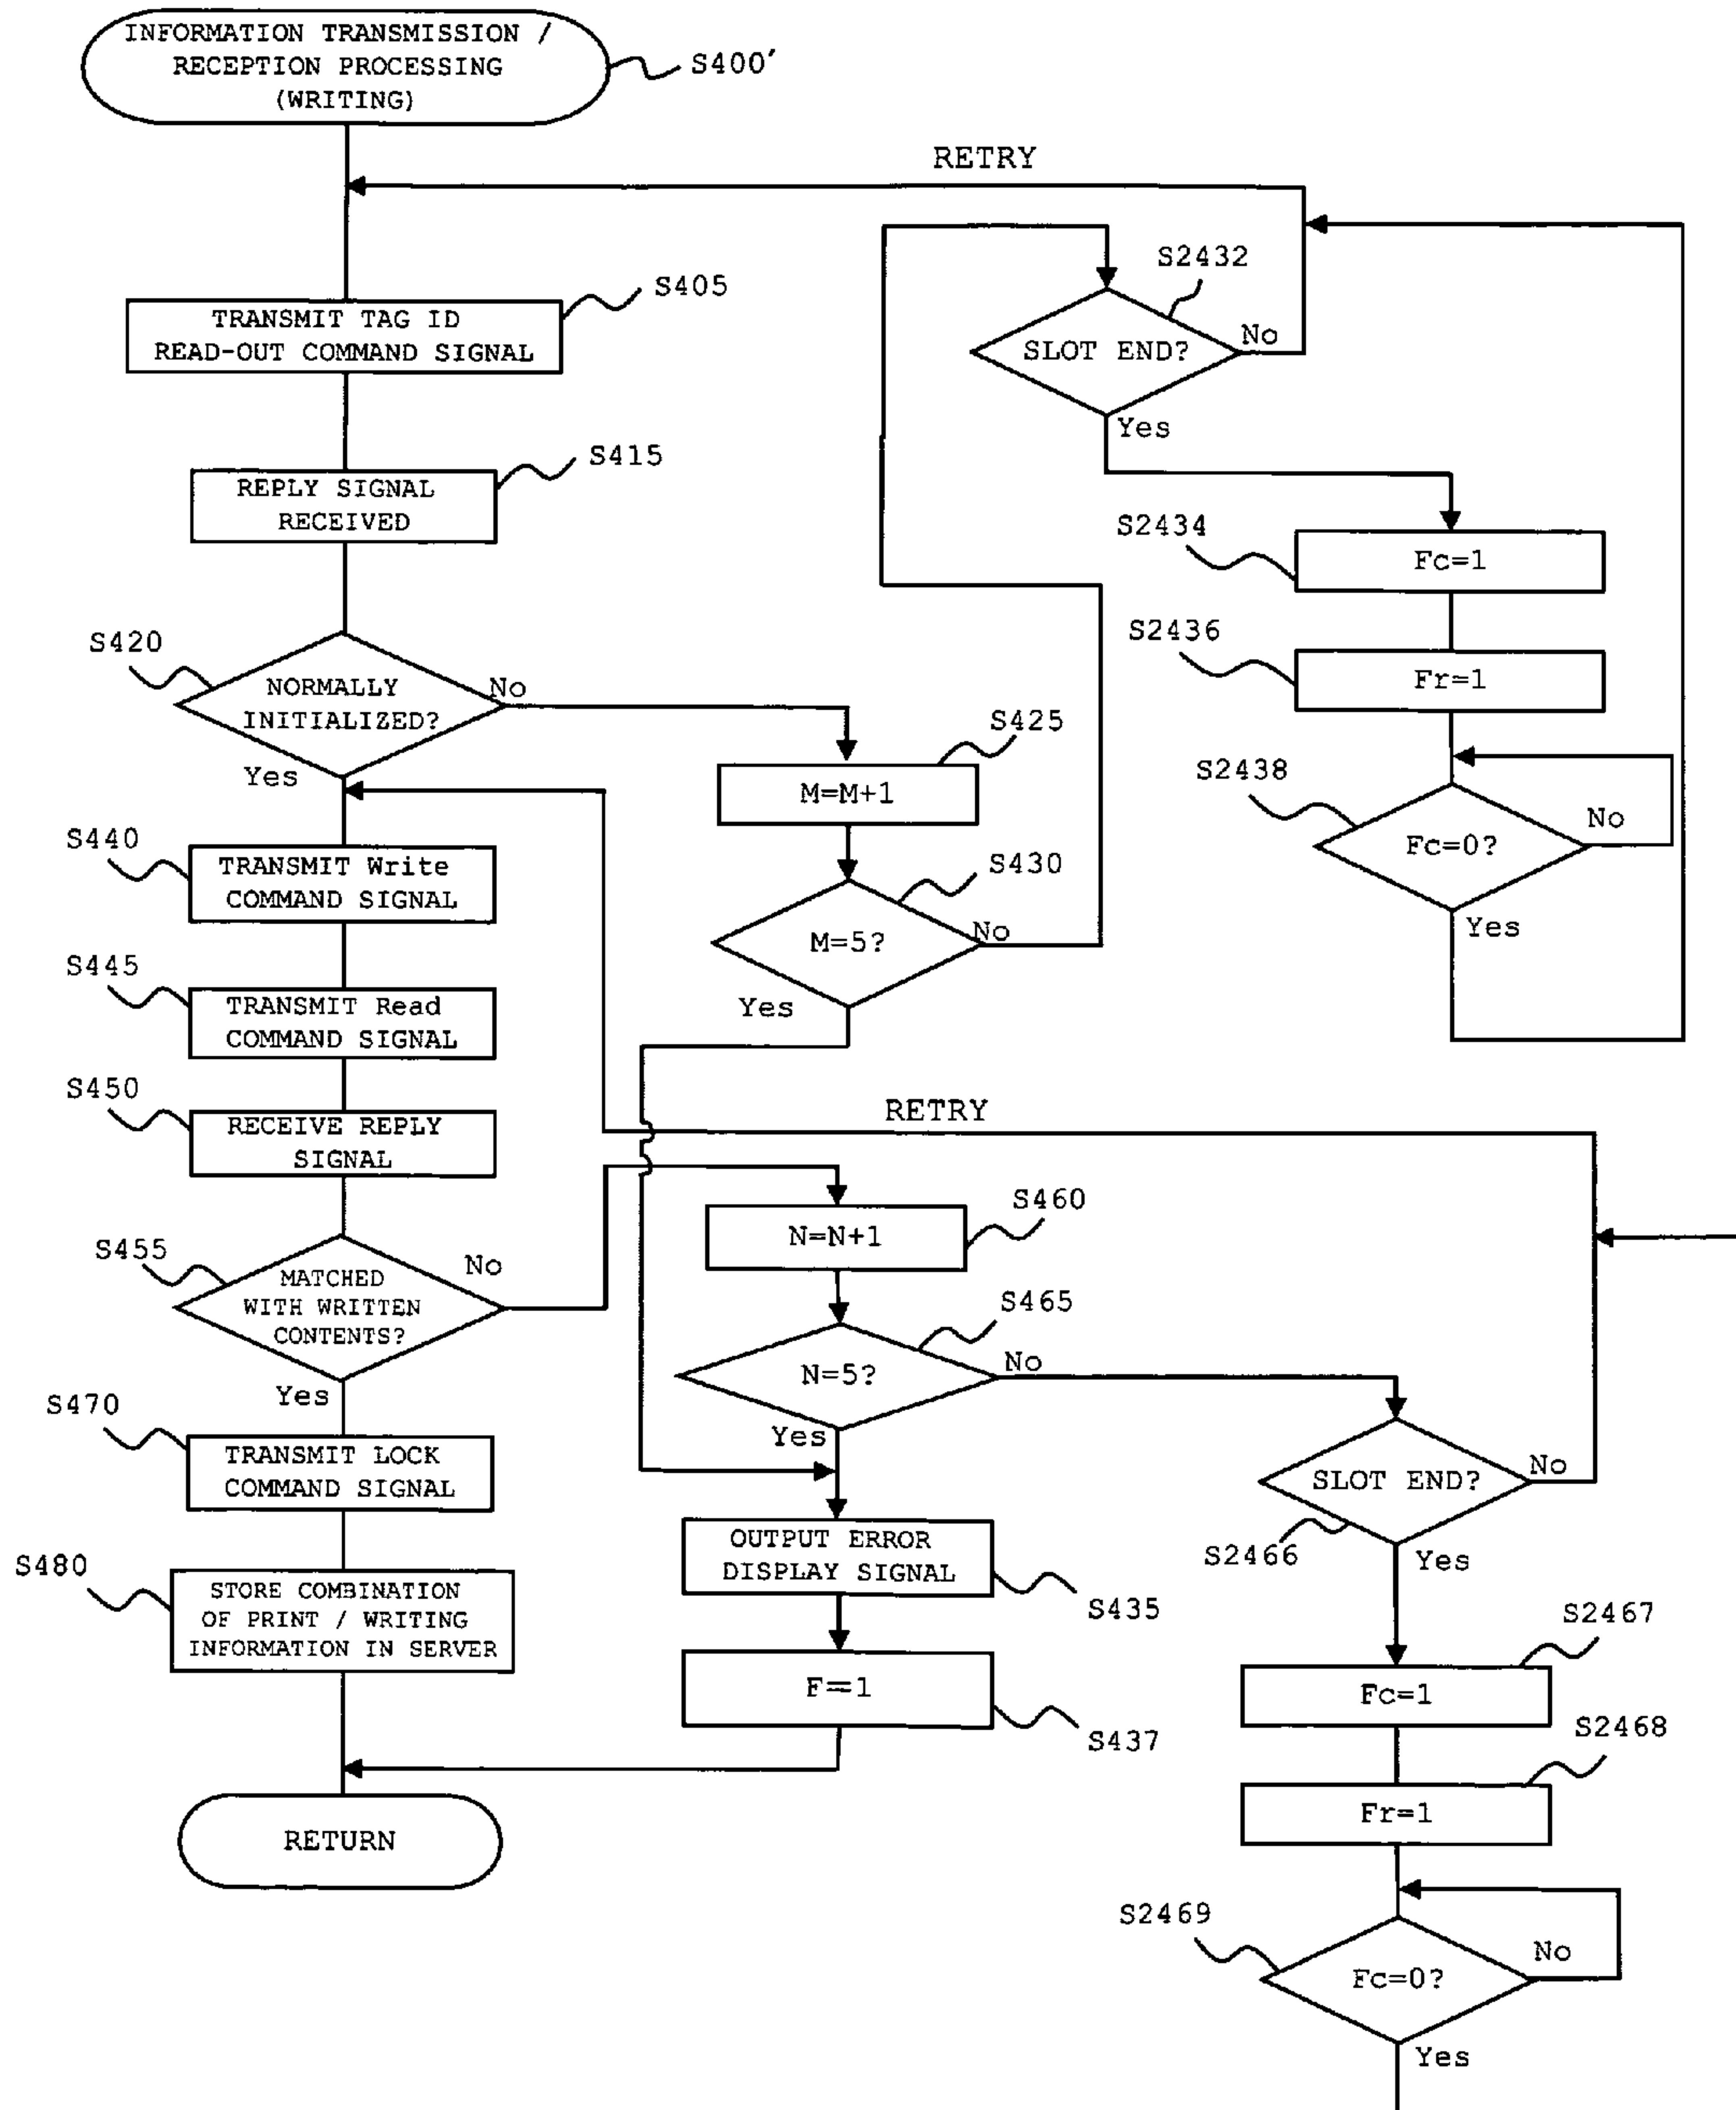 INFORMATION TRANSMISSION /
RECEPTION PROCESSING
(WRITING)
S400'
RETRY
S2432
SLOT END?
No
Yes
S405
TRANSMIT TAG ID
READ-OUT COMMAND SIGNAL
S415
REPLY SIGNAL
RECEIVED
S2434
Fc=1
S2436
Fr=1
S2438
Fc=0?
No
Yes
S420
NORMALLY
INITIALIZED?
No
Yes
S425
M=M+1
S430
M=5?
No
Yes
S440
TRANSMIT Write
COMMAND SIGNAL
S445
TRANSMIT Read
COMMAND SIGNAL
S450
RECEIVE REPLY
SIGNAL
RETRY
S455
MATCHED
WITH WRITTEN
CONTENTS?
No
Yes
S460
N=N+1
S465
N=5?
No
Yes
SLOT END?
No
S2466
Yes
S470
TRANSMIT LOCK
COMMAND SIGNAL
S480
STORE COMBINATION
OF PRINT / WRITING
INFORMATION IN SERVER
OUTPUT ERROR
DISPLAY SIGNAL
S435
F=1
S437
S2467
Fc=1
S2468
Fr=1
RETURN
S2469
Fc=0?
No
Yes